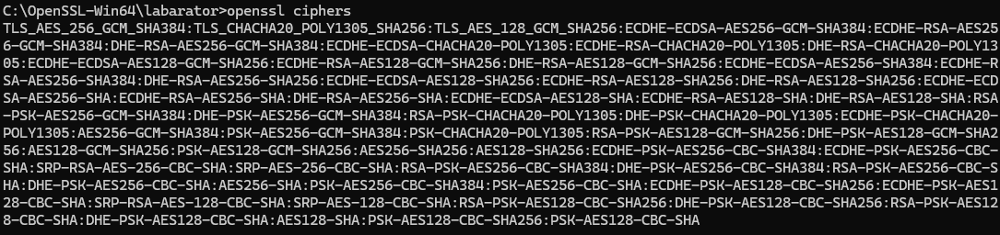 C:\OpenSSL-Win64\labarator>openssl ciphers
TLS_AES_256_GCM_SHA384:TLS_CHACHA20_POLY1305_SHA256:TLS_AES_128_GCM_SHA256:ECDHE-ECDSA-AES256-GCM-SHA384:ECDHE-RSA-AES25
6-GCM-SHA384:DHE-RSA-AES256-GCM-SHA384:ECDHE-ECDSA-CHACHA20-POLY1305:ECDHE-RSA-CHACHA20-POLY1305:DHE-RSA-CHACHA20-POLY13
05:ECDHE-ECDSA-AES128-GCM-SHA256:ECDHE-RSA-AES128-GCM-SHA256:DHE-RSA-AES128-GCM-SHA256:ECDHE-ECDSA-AES256-SHA384:ECDHE-R
SA-AES256-SHA384:DHE-RSA-AES256-SHA256:ECDHE-ECDSA-AES128-SHA256:ECDHE-RSA-AES128-SHA256:DHE-RSA-AES128-SHA256:ECDHE-ECD
SA-AES256-SHA:ECDHE-RSA-AES256-SHA:DHE-RSA-AES256-SHA:ECDHE-ECDSA-AES128-SHA:ECDHE-RSA-AES128-SHA:DHE-RSA-AES128-SHA:RSA
-PSK-AES256-GCM-SHA384:DHE-PSK-AES256-GCM-SHA384:RSA-PSK-CHACHA20-POLY1305:DHE-PSK-CHACHA20-POLY1305:ECDHE-PSK-CHACHA20-
POLY1305:AES256-GCM-SHA384:PSK-AES256-GCM-SHA384:PSK-CHACHA20-POLY1305:RSA-PSK-AES128-GCM-SHA256:DHE-PSK-AES128-GCM-SHA2
56:AES128-GCM-SHA256:PSK-AES128-GCM-SHA256:AES256-SHA256:AES128-SHA256:ECDHE-PSK-AES256-CBC-SHA384:ECDHE-PSK-AES256-CBC-
SHA:SRP-RSA-AES-256-CBC-SHA:SRP-AES-256-CBC-SHA:RSA-PSK-AES256-CBC-SHA384:DHE-PSK-AES256-CBC-SHA384:RSA-PSK-AES256-CBC-S
HA:DHE-PSK-AES256-CBC-SHA:AES256-SHA:PSK-AES256-CBC-SHA384:PSK-AES256-CBC-SHA:ECDHE-PSK-AES128-CBC-SHA256:ECDHE-PSK-AES1
28-CBC-SHA:SRP-RSA-AES-128-CBC-SHA:SRP-AES-128-CBC-SHA:RSA-PSK-AES128-CBC-SHA256:DHE-PSK-AES128-CBC-SHA256:RSA-PSK-AES12
8-CBC-SHA:DHE-PSK-AES128-CBC-SHA:AES128-SHA:PSK-AES128-CBC-SHA256:PSK-AES128-CBC-SHA